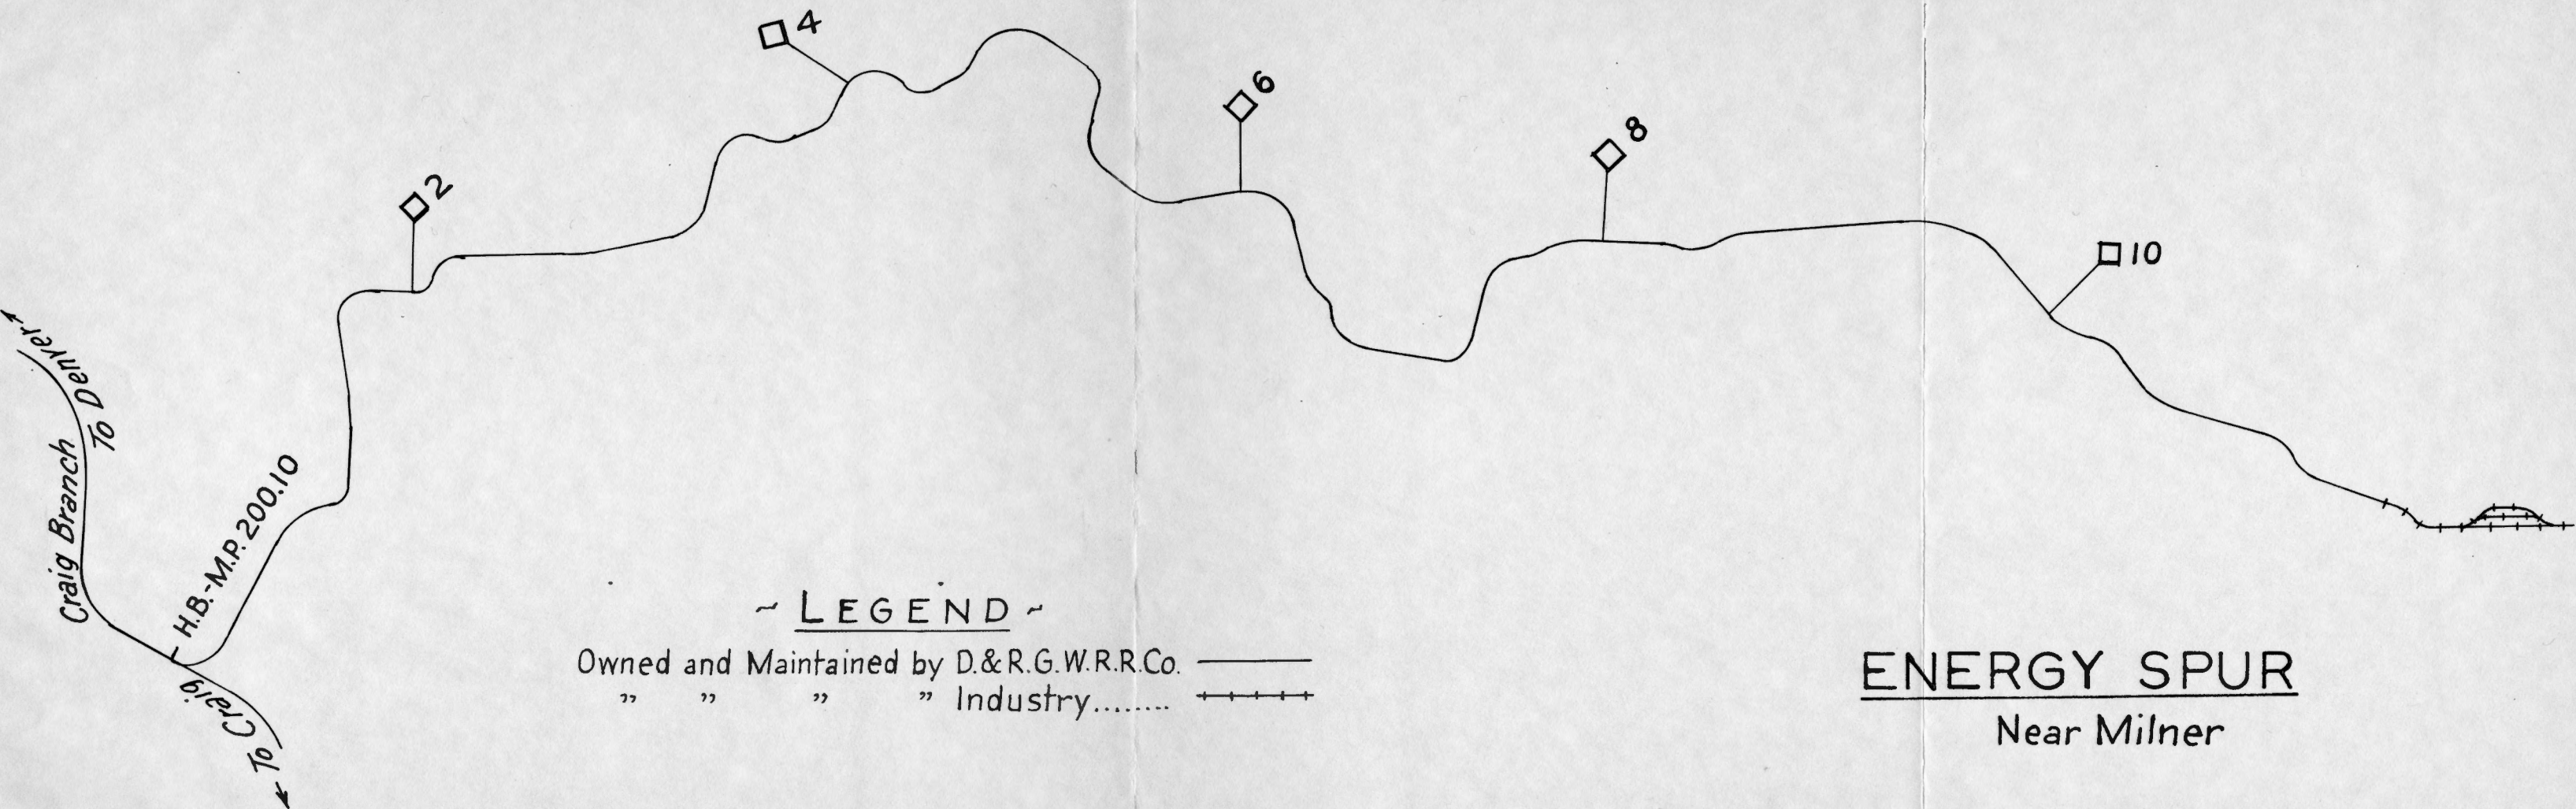 4
6
8
2
10
To Denver
Craig Branch
H.B.-M.P. 200.10
To Craig
~ LEGEND ~
Owned and Maintained by D.&R.G.W.R.R.Co.
" " " " Industry........
ENERGY SPUR
Near Milner